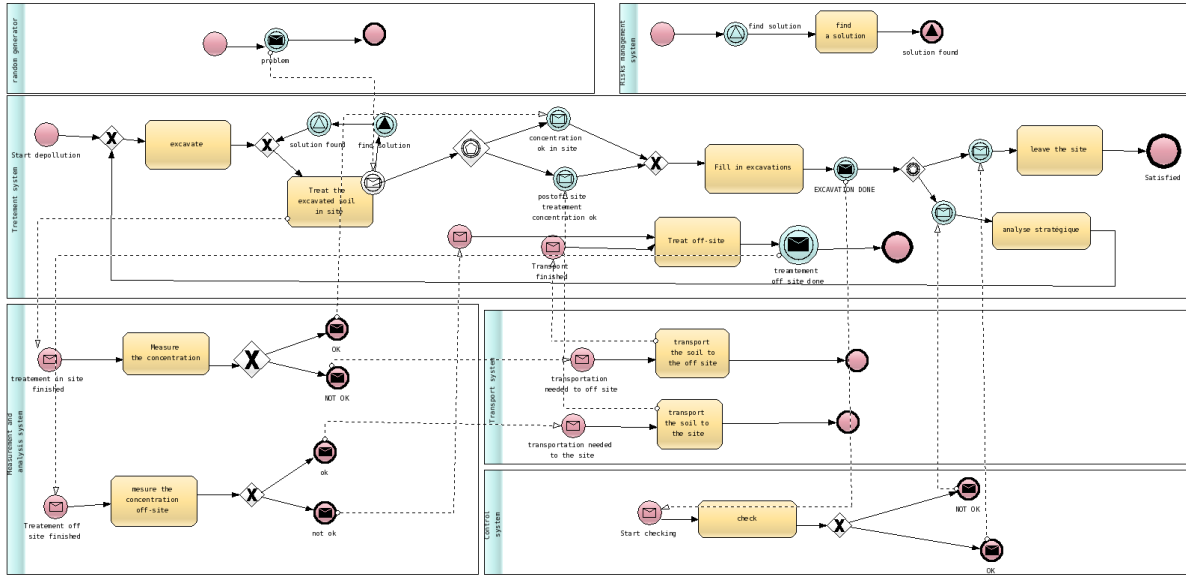 random generator
problem
Risks management
system
find solution
find
a solution
solution found
Tretement system
Start depollution
excavate
solution found
find solution
Treat the
excavated soil
in site
concentration
ok in site
postoff site
treatement
concentration ok
Fill in excavations
EXCAVATION DONE
leave the site
Satisfied
analyse stratégique
Transport
finished
Treat off-site
treamtement
off site done
Measurement and
analysis system
treatement in site
finished
Measure
the concentration
OK
NOT OK
Treatement off
site finished
mesure the
concentration
off-site
ok
not ok
Transport system
transportation
needed to off site
transport
the soil to
the off site
transportation needed
to the site
transport
the soil to
the site
Control
system
Start checking
check
NOT OK
OK